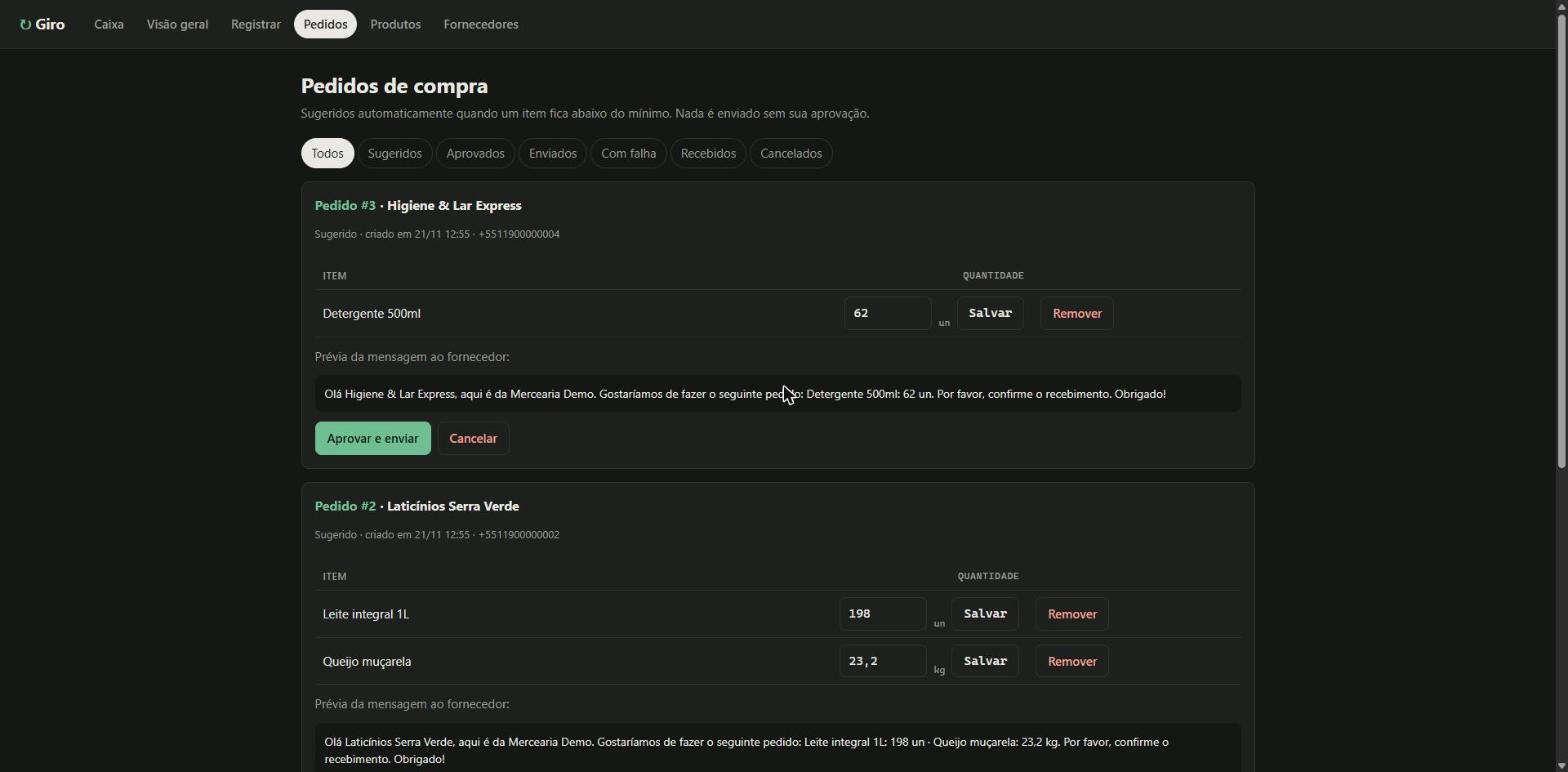 Giro Caixa Visão geral Registrar Pedidos Produtos Fornecedores
Pedidos de compra
Sugeridos automaticamente quando um item fica abaixo do mínimo. Nada é enviado sem sua aprovação.
Todos Sugeridos Aprovados Enviados Com falha Recebidos Cancelados
Pedido #3 · Higiene & Lar Express
Sugerido · criado em 21/11 12:55 · +5511900000004
ITEM QUANTIDADE
Detergente 500ml 62 un Salvar Remover
Prévia da mensagem ao fornecedor:
Olá Higiene & Lar Express, aqui é da Mercearia Demo. Gostaríamos de fazer o seguinte pedido: Detergente 500ml: 62 un. Por favor, confirme o recebimento. Obrigado!
Aprovar e enviar Cancelar
Pedido #2 · Laticínios Serra Verde
Sugerido · criado em 21/11 12:55 · +5511900000002
ITEM QUANTIDADE
Leite integral 1L 198 un Salvar Remover
Queijo muçarela 23,2 kg Salvar Remover
Prévia da mensagem ao fornecedor:
Olá Laticínios Serra Verde, aqui é da Mercearia Demo. Gostaríamos de fazer o seguinte pedido: Leite integral 1L: 198 un · Queijo muçarela: 23,2 kg. Por favor, confirme o
recebimento. Obrigado!